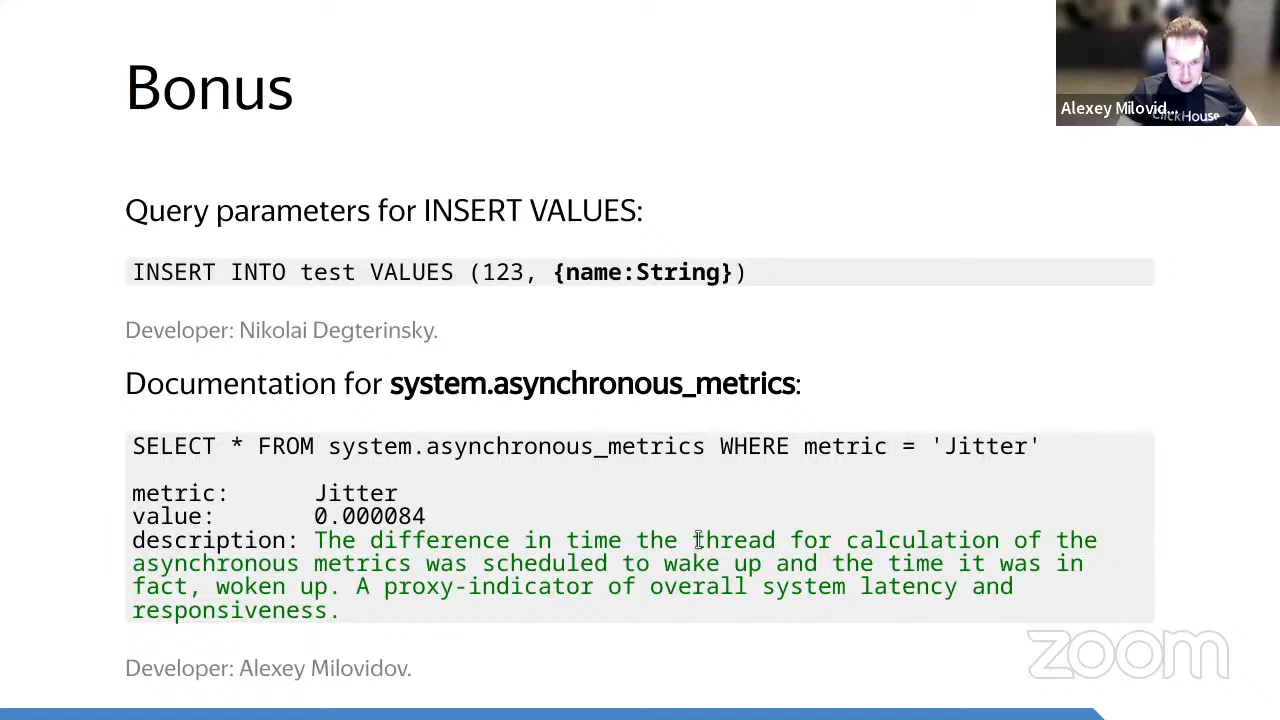 Bonus
Alexey Milovid...
ClickHouse
Query parameters for INSERT VALUES:
INSERT INTO test VALUES (123, {name:String})
Developer: Nikolai Degterinsky.
Documentation for system.asynchronous_metrics:
SELECT * FROM system.asynchronous_metrics WHERE metric = 'Jitter'
metric: Jitter
value: 0.000084
description: The difference in time the thread for calculation of the
asynchronous metrics was scheduled to wake up and the time it was in
fact, woken up. A proxy-indicator of overall system latency and
responsiveness.
Developer: Alexey Milovidov.
zoom